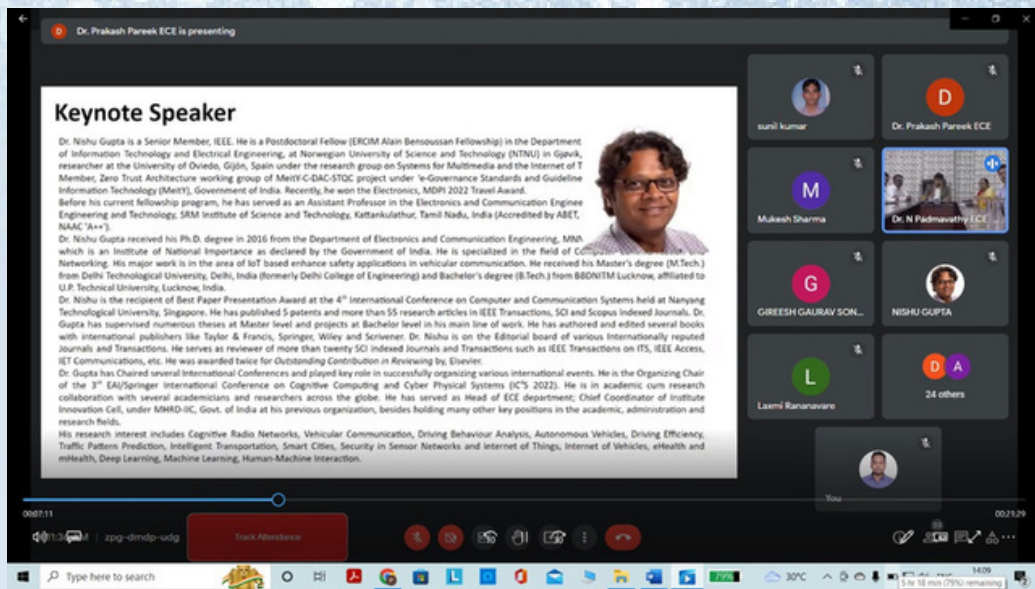 Dr. Prakash Pareek ECE is presenting
Keynote Speaker
Dr. Nishu Gupta is a Senior Member, IEEE. He is a Postdoctoral Fellow (ERCIM Alain Bensoussan Fellowship) in the Department
of Information Technology and Electrical Engineering, at Norwegian University of Science and Technology (NTNU) in Gjøvik,
researcher at the University of Oviedo, Gijón, Spain under the research group on Systems for Multimedia and the Internet of T
Member, Zero Trust Architecture working group of MeitY-C-DAC-STQC project under 'e-Governance Standards and Guideline
Information Technology (MeitY), Government of India. Recently, he won the Electronics, MDPI 2022 Travel Award.
Before his current fellowship program, he has served as an Assistant Professor in the Electronics and Communication Enginee
Engineering and Technology, SRM Institute of Science and Technology, Kattankulathur, Tamil Nadu, India (Accredited by ABET,
NAAC 'A++').
Dr. Nishu Gupta received his Ph.D. degree in 2016 from the Department of Electronics and Communication Engineering, MNN
which is an Institute of National Importance as declared by the Government of India. He is specialized in the field of
Networking. His major work is in the area of IoT based enhance safety applications in vehicular communication. He received his Master's degree (M.Tech.)
from Delhi Technological University, Delhi, India (formerly Delhi College of Engineering) and Bachelor's degree (B.Tech.) from BBDNITM Lucknow, affiliated to
U.P. Technical University, Lucknow, India.
Dr. Nishu is the recipient of Best Paper Presentation Award at the 4th International Conference on Computer and Communication Systems held at Nanyang
Technological University, Singapore. He has published 5 patents and more than 55 research articles in IEEE Transactions, SCI and Scopus Indexed Journals. Dr.
Gupta has supervised numerous theses at Master level and projects at Bachelor level in his main line of work. He has authored and edited several books
with international publishers like Taylor & Francis, Springer, Wiley and Scrivener. Dr. Nishu is on the Editorial board of various Internationally reputed
Journals and Transactions. He serves as reviewer of more than twenty SCI indexed Journals and Transactions such as IEEE Transactions on ITS, IEEE Access,
IET Communications, etc. He was awarded twice for Outstanding Contribution in Reviewing by, Elsevier.
Dr. Gupta has Chaired several International Conferences and played key role in successfully organizing various international events. He is the Organizing Chair
of the 3rd EAI/Springer International Conference on Cognitive Computing and Cyber Physical Systems (IC4S 2022). He is in academic cum research
collaboration with several academicians and researchers across the globe. He has served as Head of ECE department; Chief Coordinator of Institute
Innovation Cell, under MHRD-IIC, Govt. of India at his previous organization, besides holding many other key positions in the academic, administration and
research fields.
His research interest includes Cognitive Radio Networks, Vehicular Communication, Driving Behaviour Analysis, Autonomous Vehicles, Driving Efficiency,
Traffic Pattern Prediction, Intelligent Transportation, Smart Cities, Security in Sensor Networks and Internet of Things, Internet of Vehicles, eHealth and
mHealth, Deep Learning, Machine Learning, Human-Machine Interaction.
sunil kumar
D
Dr. Prakash Pareek ECE
M
Mukesh Sharma
Dr. N Padmavathy ECE
G
GIREESH GAURAV SON...
NISHU GUPTA
L
Laxmi Rananavare
D A
24 others
You
00:07:11
00:21:29
zpg-dmdp-udg
Track Attendance
33
Type here to search
79%
30°C
14:09
5 hr 18 min (79%) remaining